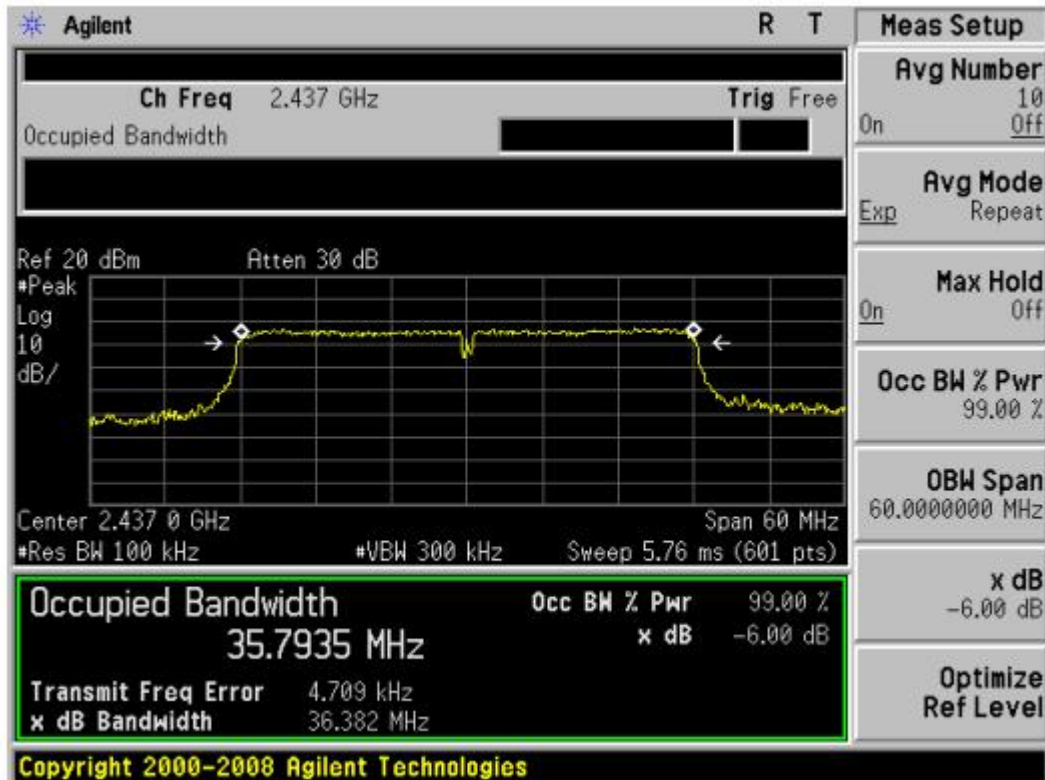 Agilent R T Meas Setup
Avg Number
10
On Off
Ch Freq 2.437 GHz Trig Free
Occupied Bandwidth
Avg Mode
Exp Repeat
Ref 20 dBm Atten 30 dB
#Peak
Log
10
dB/
Max Hold
On Off
Occ BW % Pwr
99.00 %
OBW Span
60.0000000 MHz
Center 2.437 0 GHz Span 60 MHz
#Res BW 100 kHz #VBW 300 kHz Sweep 5.76 ms (601 pts)
Occupied Bandwidth Occ BW % Pwr 99.00 %
35.7935 MHz x dB -6.00 dB
Transmit Freq Error 4.709 kHz
x dB Bandwidth 36.382 MHz
x dB
-6.00 dB
Optimize
Ref Level
Copyright 2000-2008 Agilent Technologies